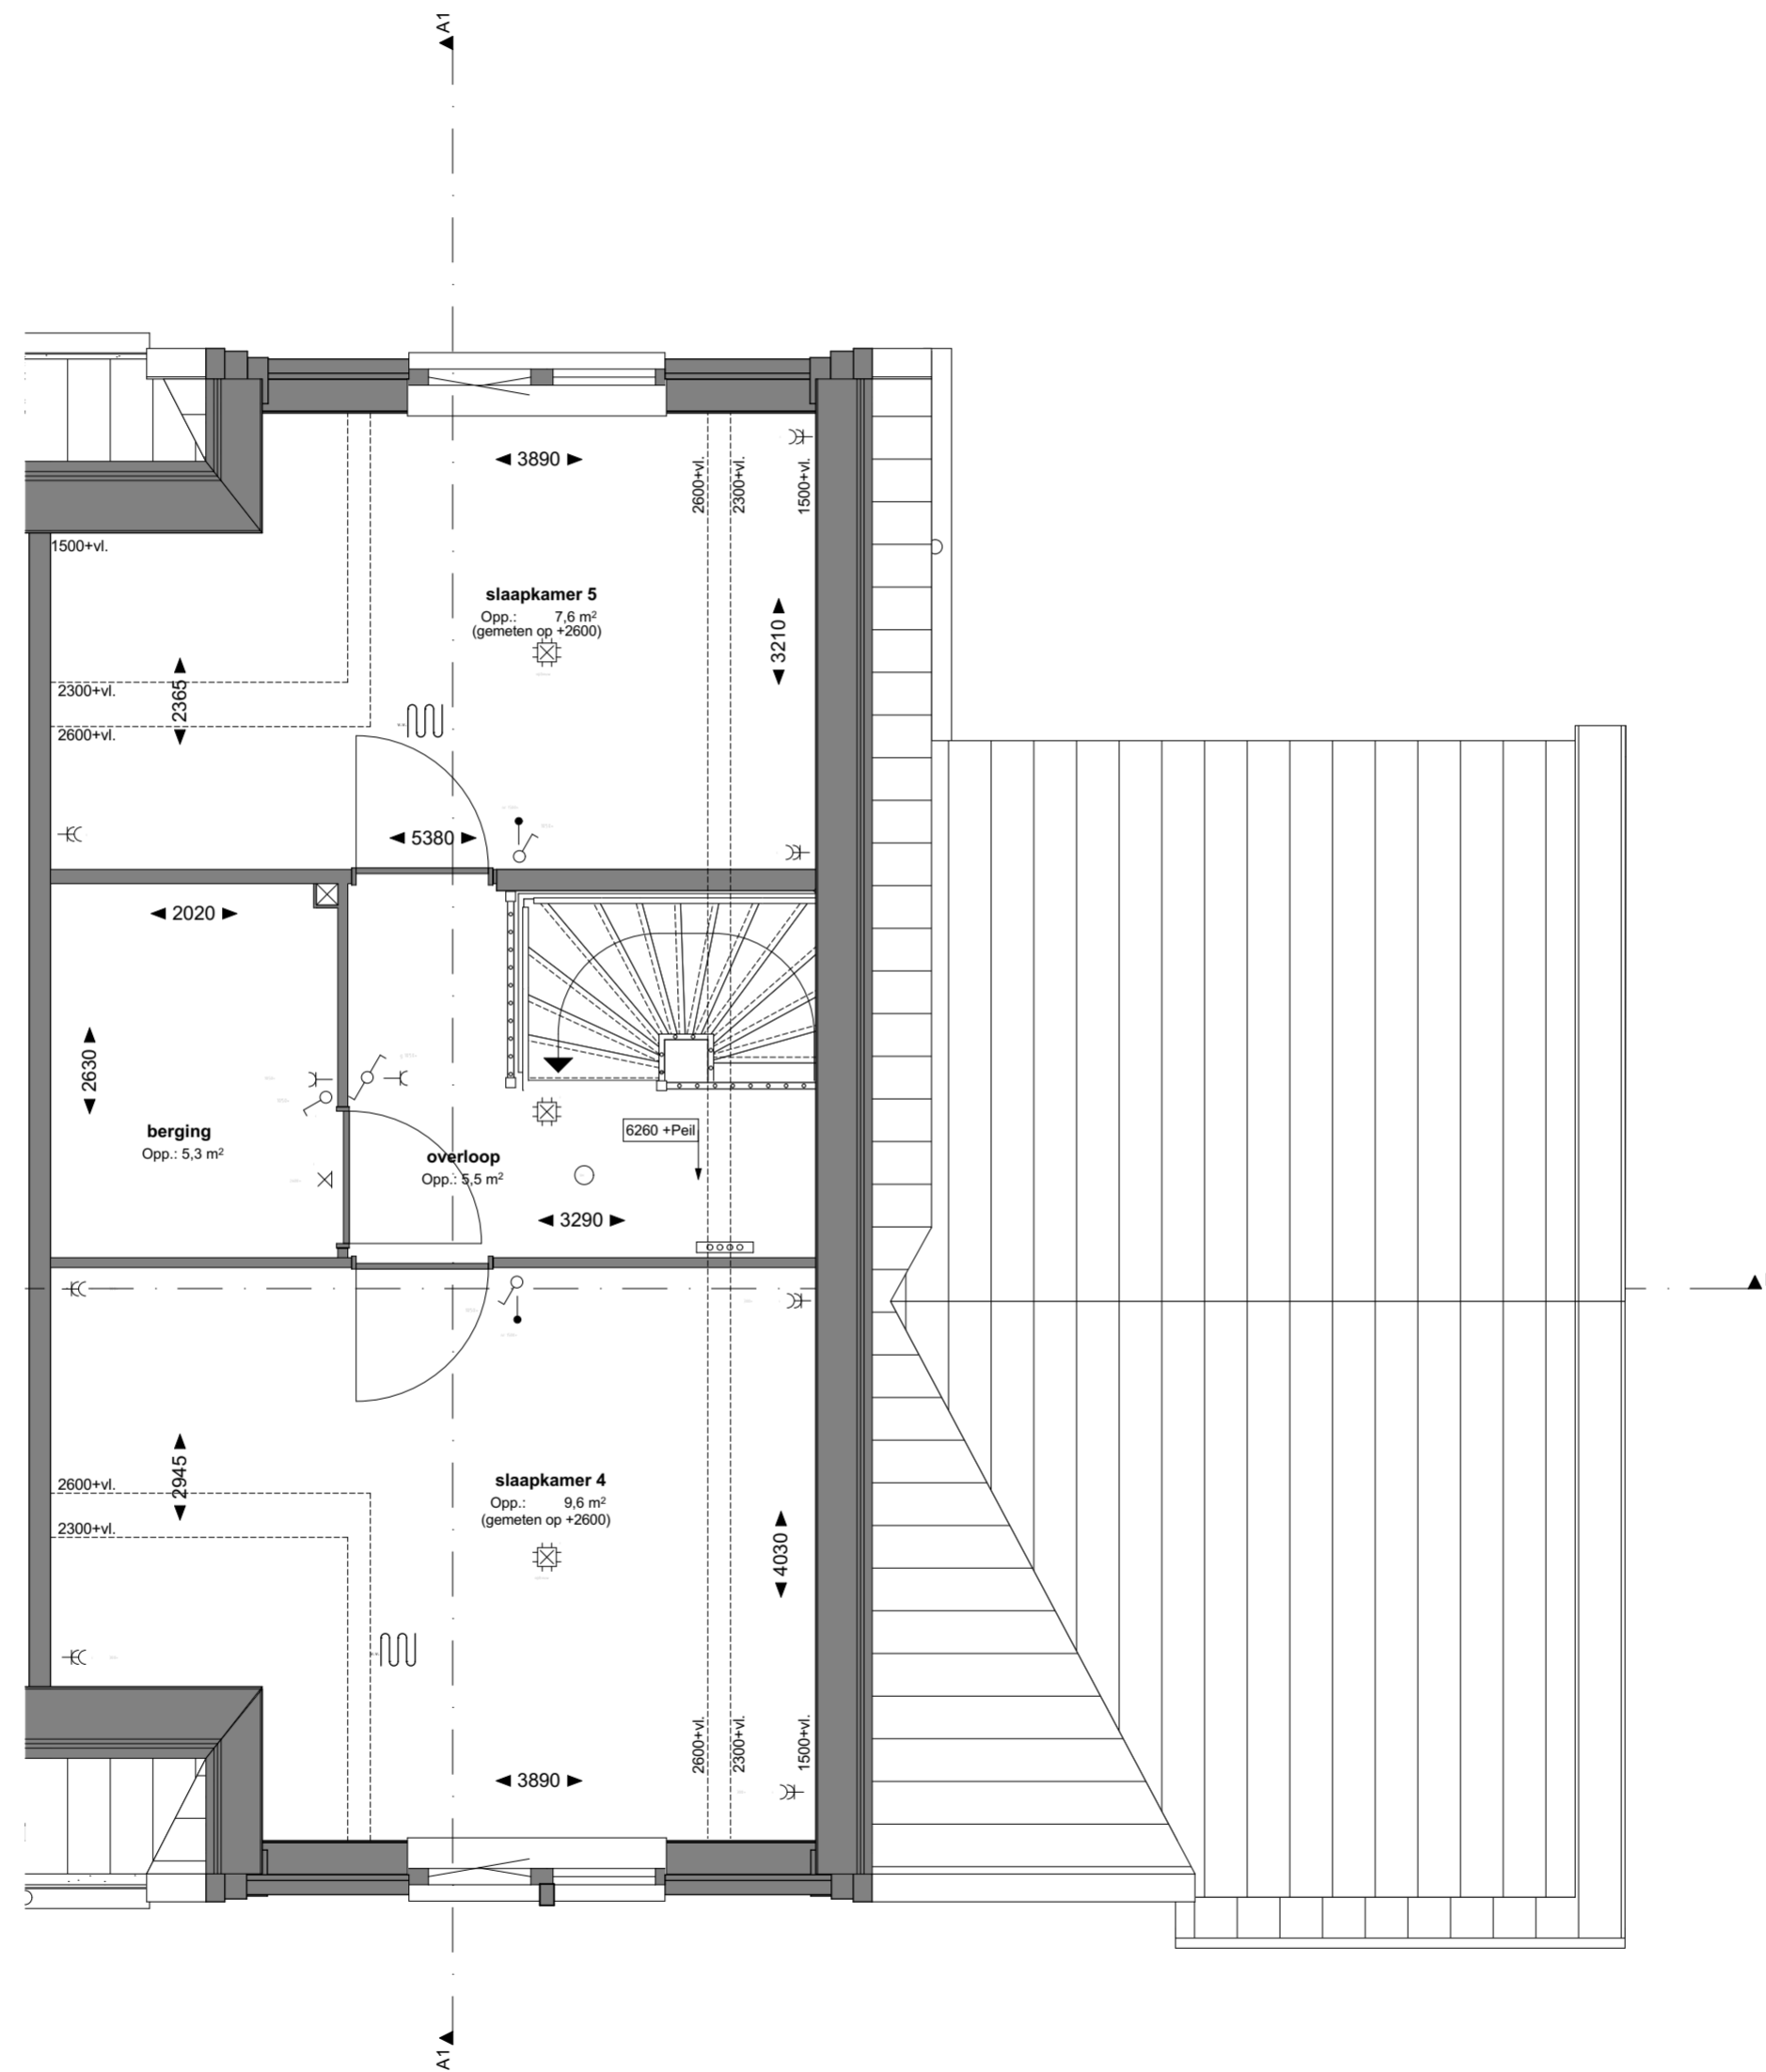 A1
3890
2600+vl.
2300+vl.
1500+vl.
1500+vl.
slaapkamer 5
Opp.: 7,6 m²
(gemeten op +2600)
3210
2300+vl.
2365
2600+vl.
5380
2020
2630
6260 +Peil
berging
Opp.: 5,3 m²
overloop
Opp.: 5,5 m²
3290
2945
2600+vl.
2300+vl.
slaapkamer 4
Opp.: 9,6 m²
(gemeten op +2600)
4030
2600+vl.
2300+vl.
1500+vl.
3890
A1